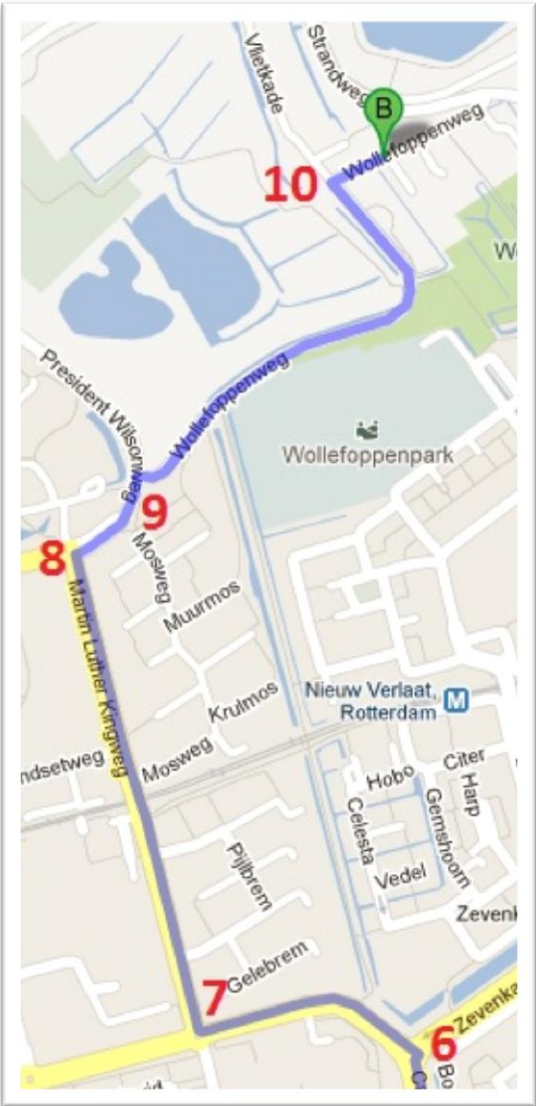 Vlietkade
Strandweg
B
Wollefoppenweg
10
President Wilsonweg
Wollefoppenweg
Wollefoppenpark
9
8
Mosweg
Muurmos
Martin Luther Kingweg
Krulmos
Nieuw Verlaat,
Rotterdam
M
Mosweg
ndsetweg
Hobo
Citer
Celesta
Gemshoorn
Harp
Vedel
Pijlbrem
Zevenk
Gelebrem
7
Zevenka
6
Bo